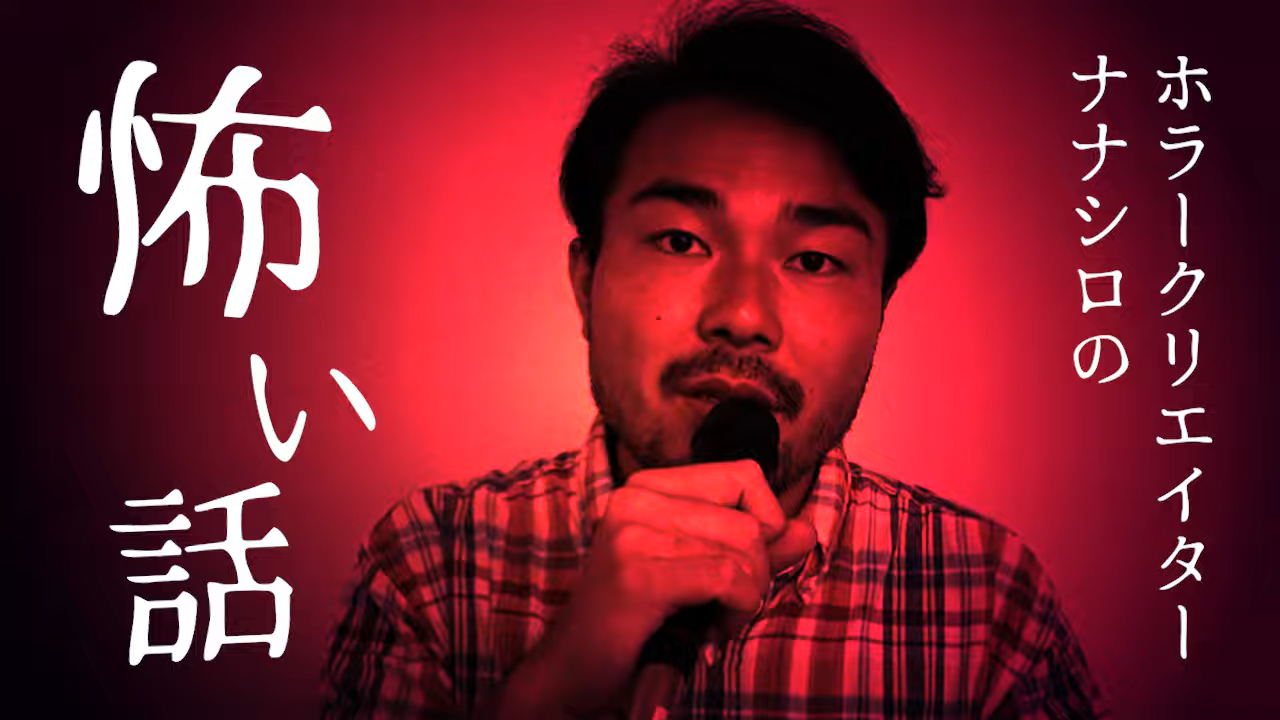 ホラークリエイター
ナナシロの
怖い話